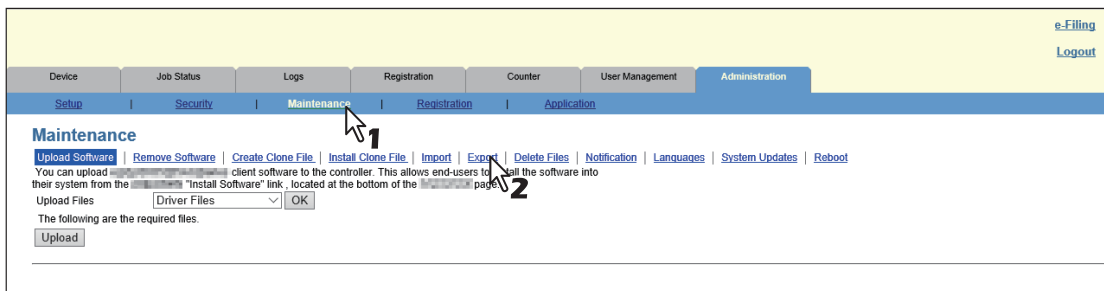 e-Filing
Logout
Device Job Status Logs Registration Counter User Management Administration
Setup | Security | Maintenance | Registration | Application
1
Maintenance
Upload Software | Remove Software | Create Clone File | Install Clone File | Import | Export | Delete Files | Notification | Languages | System Updates | Reboot
You can upload client software to the controller. This allows end-users to the software into
their system from the "Install Software" link , located at the bottom of the page.
2
Upload Files Driver Files OK
The following are the required files.
Upload